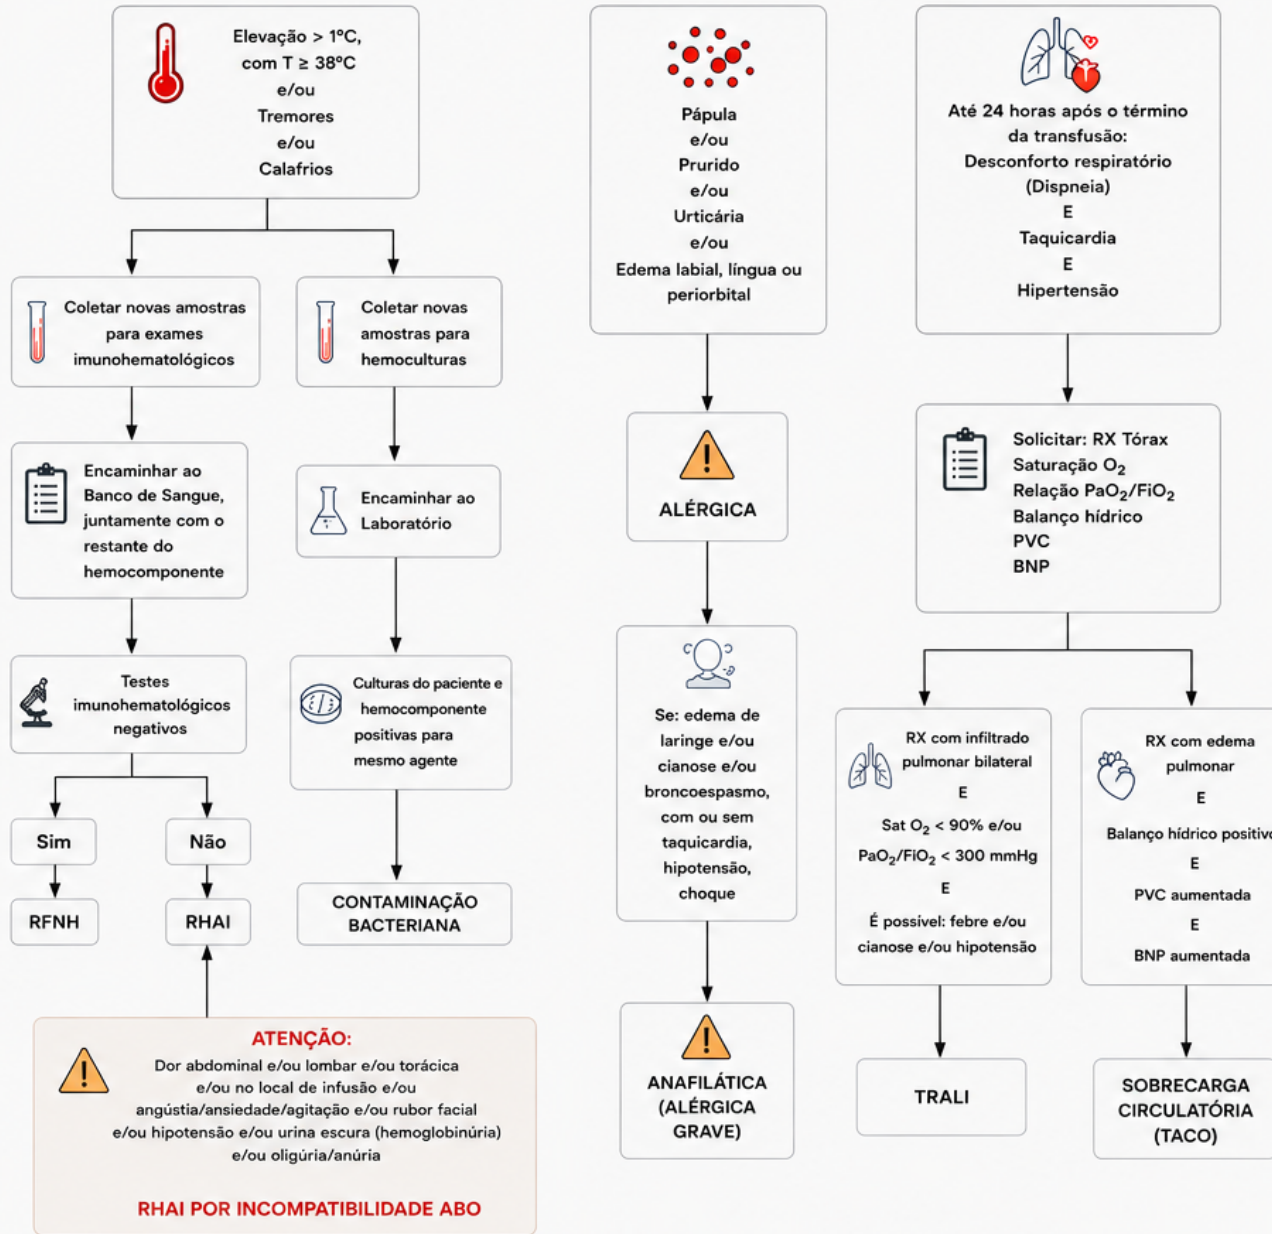 Elevação > 1ºC,
com T ≥ 38ºC
e/ou
Tremores
e/ou
Calafrios
Coletar novas amostras
para exames
imunohematológicos
Encaminhar ao
Banco de Sangue,
juntamente com o
restante do
hemocomponente
Testes
imunohematológicos
negativos
Sim
Não
RFNH
RHAI
Coletar novas
amostras para
hemoculturas
Encaminhar ao
Laboratório
Culturas do paciente e
hemocomponente
positivas para
mesmo agente
CONTAMINAÇÃO
BACTERIANA
ATENÇÃO:
Dor abdominal e/ou lombar e/ou torácica
e/ou no local de infusão e/ou
angústia/ansiedade/agitação e/ou rubor facial
e/ou hipotensão e/ou urina escura (hemoglobinúria)
e/ou oligúria/anúria
RHAI POR INCOMPATIBILIDADE ABO
Pápula
e/ou
Prurido
e/ou
Urticária
e/ou
Edema labial, língua ou
periorbital
ALÉRGICA
Se: edema de
laringe e/ou
cianose e/ou
broncoespasmo,
com ou sem
taquicardia,
hipotensão,
choque
ANAFILÁTICA
(ALÉRGICA
GRAVE)
Até 24 horas após o término
da transfusão:
Desconforto respiratório
(Dispneia)
E
Taquicardia
E
Hipertensão
Solicitar: RX Tórax
Saturação O₂
Relação PaO₂/FiO₂
Balanço hídrico
PVC
BNP
RX com infiltrado
pulmonar bilateral
E
Sat O₂ < 90% e/ou
PaO₂/FiO₂ < 300 mmHg
E
É possivel: febre e/ou
cianose e/ou hipotensão
TRALI
RX com edema
pulmonar
E
Balanço hídrico positivo
E
PVC aumentada
E
BNP aumentada
SOBRECARGA
CIRCULATÓRIA
(TACO)